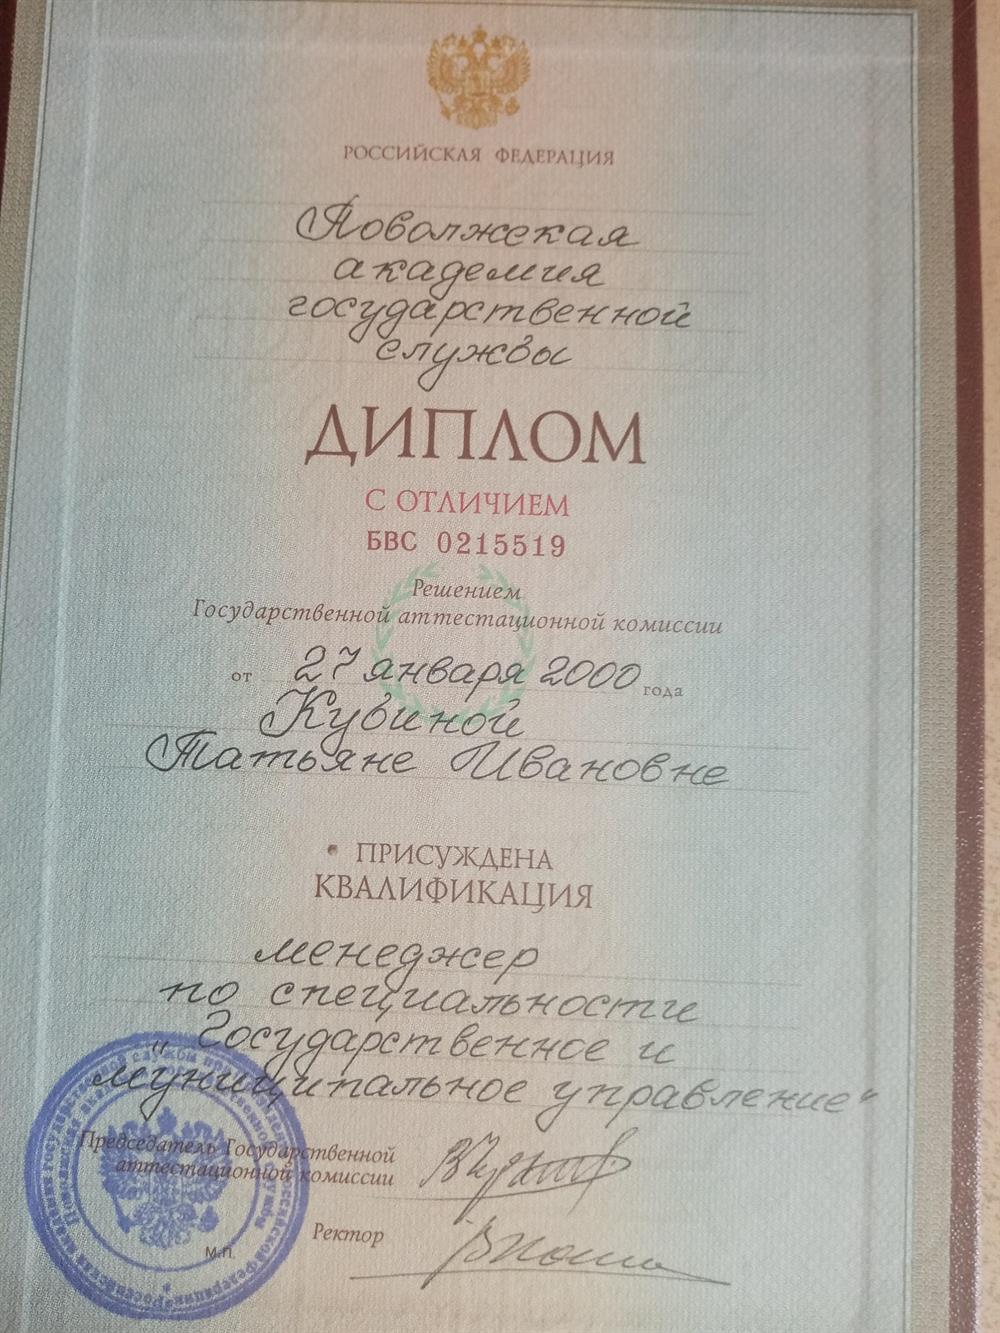 РОССИЙСКАЯ ФЕДЕРАЦИЯ
Поволжская
академия
государственной
службы
ДИПЛОМ
С ОТЛИЧИЕМ
БВС 0215519
Решением
Государственной аттестационной комиссии
от 27 января 2000 года
Кубиной
Татьяне Ивановне
ПРИСУЖДЕНА
КВАЛИФИКАЦИЯ
менеджер
по специальности
"Государственное и
муниципальное управление"
Председатель Государственной
аттестационной комиссии
Ректор
М.П.